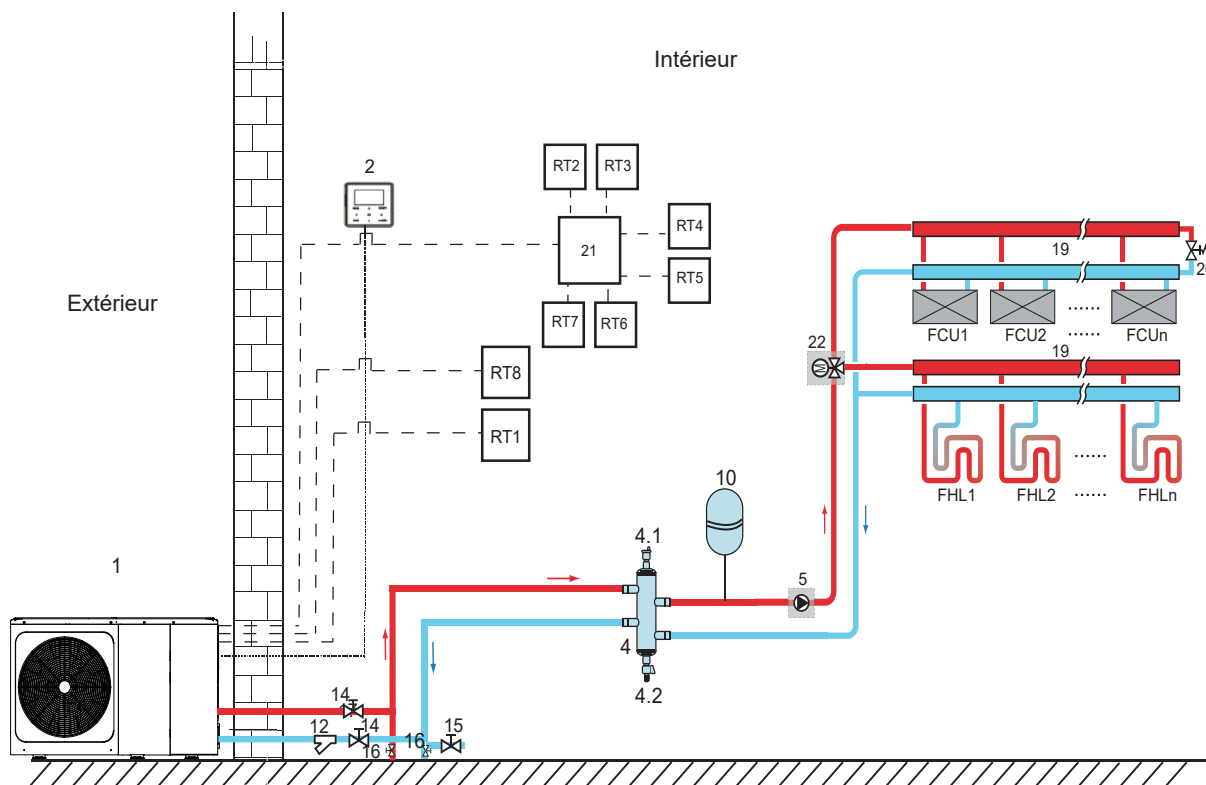 Intérieur
Extérieur
2
RT2
RT3
RT4
21
RT5
RT7
RT6
RT8
RT1
19
FCU1
FCU2
......
......
FCUn
22
19
FHL1
FHL2
......
......
FHLn
10
4.1
5
4
4.2
1
14
12
14
16
16
15